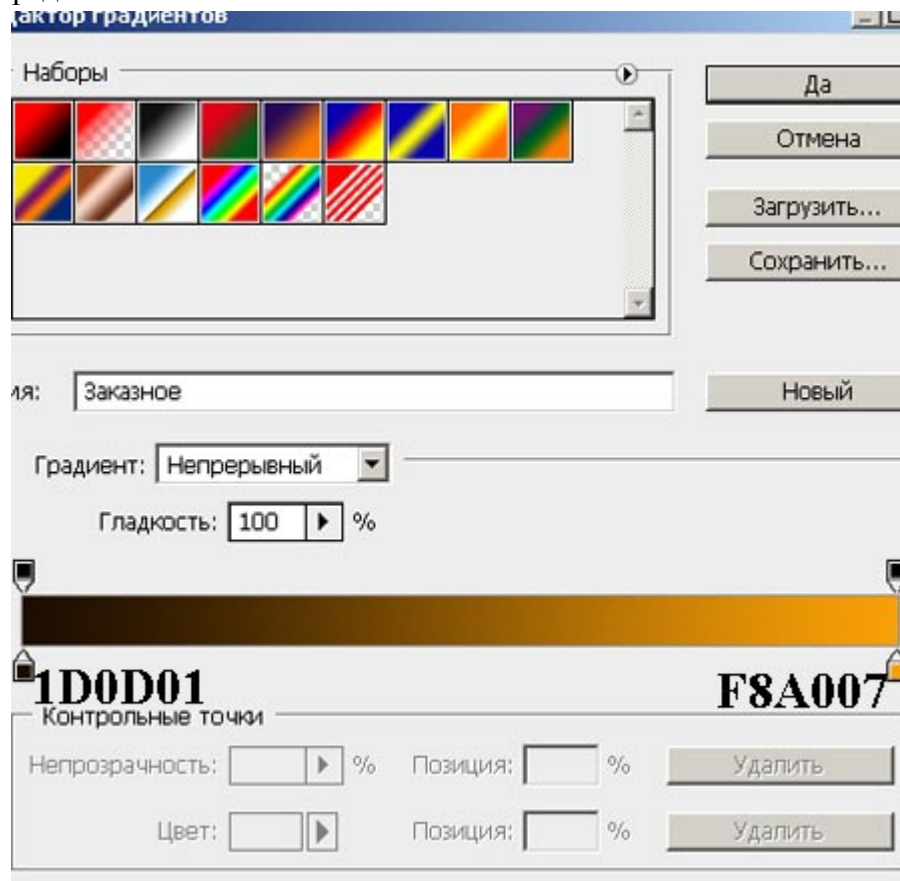 дактор градиентов
Наборы
Да
Отмена
Загрузить...
Сохранить...
мя: Заказное
Новый
Градиент: Непрерывный
Гладкость: 100 %
1D0D01 F8A007
Контрольные точки
Непрозрачность: % Позиция: % Удалить
Цвет: Позиция: % Удалить